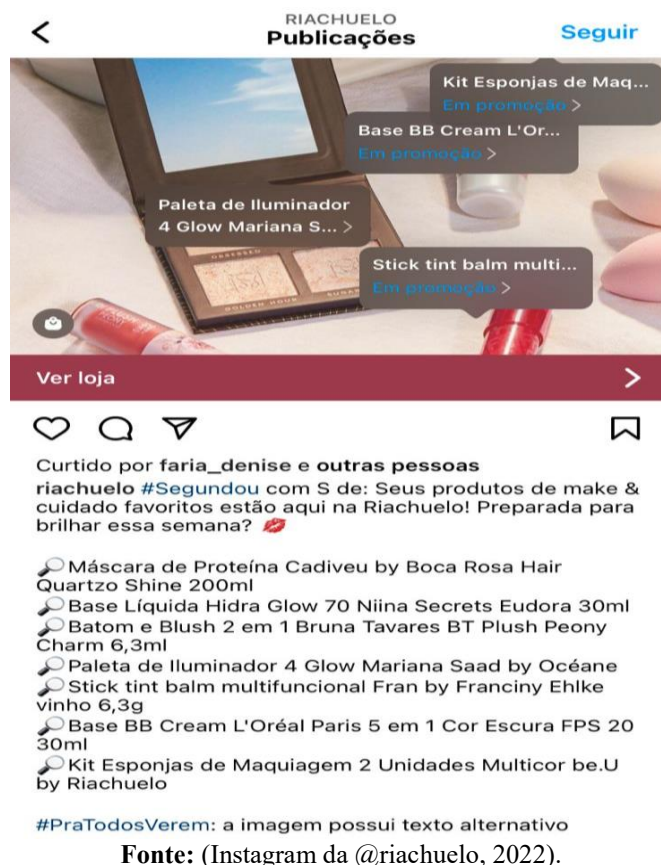 RIACHUELO
Publicações
Seguir
Kit Esponjas de Maq...
Em promoção >
Base BB Cream L'Or...
Em promoção >
Paleta de Iluminador
4 Glow Mariana S... >
OBSESSED
GOLDEN HOUR
Stick tint balm multi...
Em promoção >
Ver loja
Curtido por faria_denise e outras pessoas
riachuelo #Segundou com S de: Seus produtos de make &
cuidado favoritos estão aqui na Riachuelo! Preparada para
brilhar essa semana? 💋
🔎Máscara de Proteína Cadiveu by Boca Rosa Hair
Quartzo Shine 200ml
🔎Base Líquida Hidra Glow 70 Niina Secrets Eudora 30ml
🔎Batom e Blush 2 em 1 Bruna Tavares BT Plush Peony
Charm 6,3ml
🔎Paleta de Iluminador 4 Glow Mariana Saad by Océane
🔎Stick tint balm multifuncional Fran by Franciny Ehlke
vinho 6,3g
🔎Base BB Cream L'Oréal Paris 5 em 1 Cor Escura FPS 20
30ml
🔎Kit Esponjas de Maquiagem 2 Unidades Multicor be.U
by Riachuelo
#PraTodosVerem: a imagem possui texto alternativo
Fonte: (Instagram da @riachuelo, 2022).